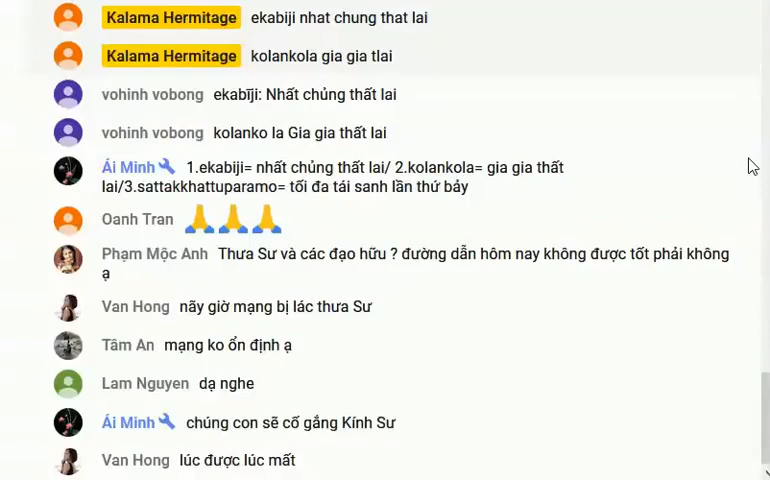 Kalama Hermitage ekabiji nhat chung that lai
Kalama Hermitage kolankola gia gia tlai
vohinh vobong ekabīji: Nhất chủng thất lai
vohinh vobong kolanko la Gia gia thất lai
Ái Minh 1.ekabiji= nhất chủng thất lai/ 2.kolankola= gia gia thất
lai/3.sattakkhattuparamo= tối đa tái sanh lần thứ bảy
Oanh Tran
Phạm Mộc Anh Thưa Sư và các đạo hữu ? đường dẫn hôm nay không được tốt phải không
ạ
Van Hong nãy giờ mạng bị lác thưa Sư
Tâm An mạng ko ổn định ạ
Lam Nguyen dạ nghe
Ái Minh chúng con sẽ cố gắng Kính Sư
Van Hong lúc được lúc mất